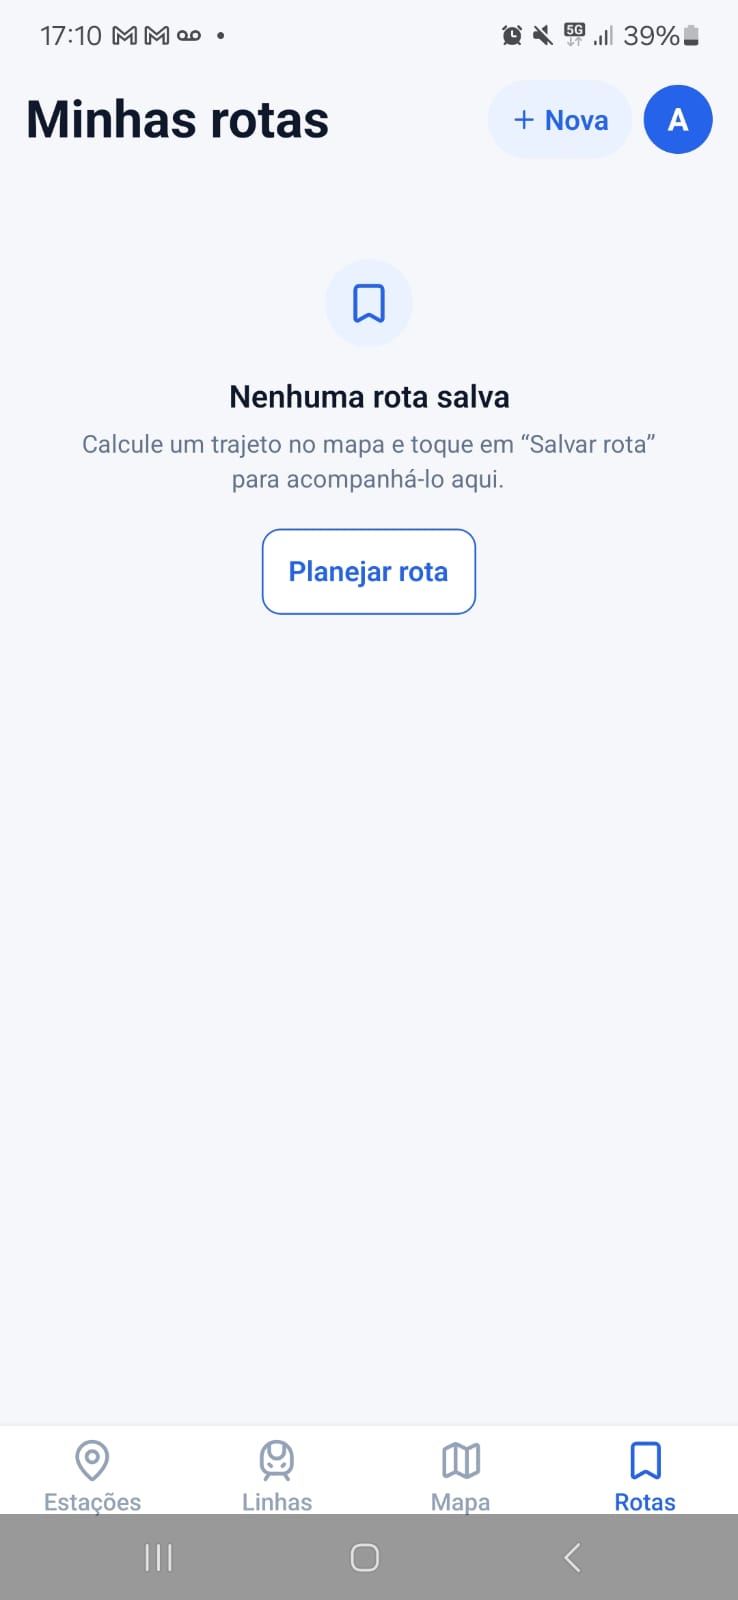 17:10
5G
39%
Minhas rotas
+ Nova
A
Nenhuma rota salva
Calcule um trajeto no mapa e toque em “Salvar rota”
para acompanhá-lo aqui.
Planejar rota
Estações
Linhas
Mapa
Rotas